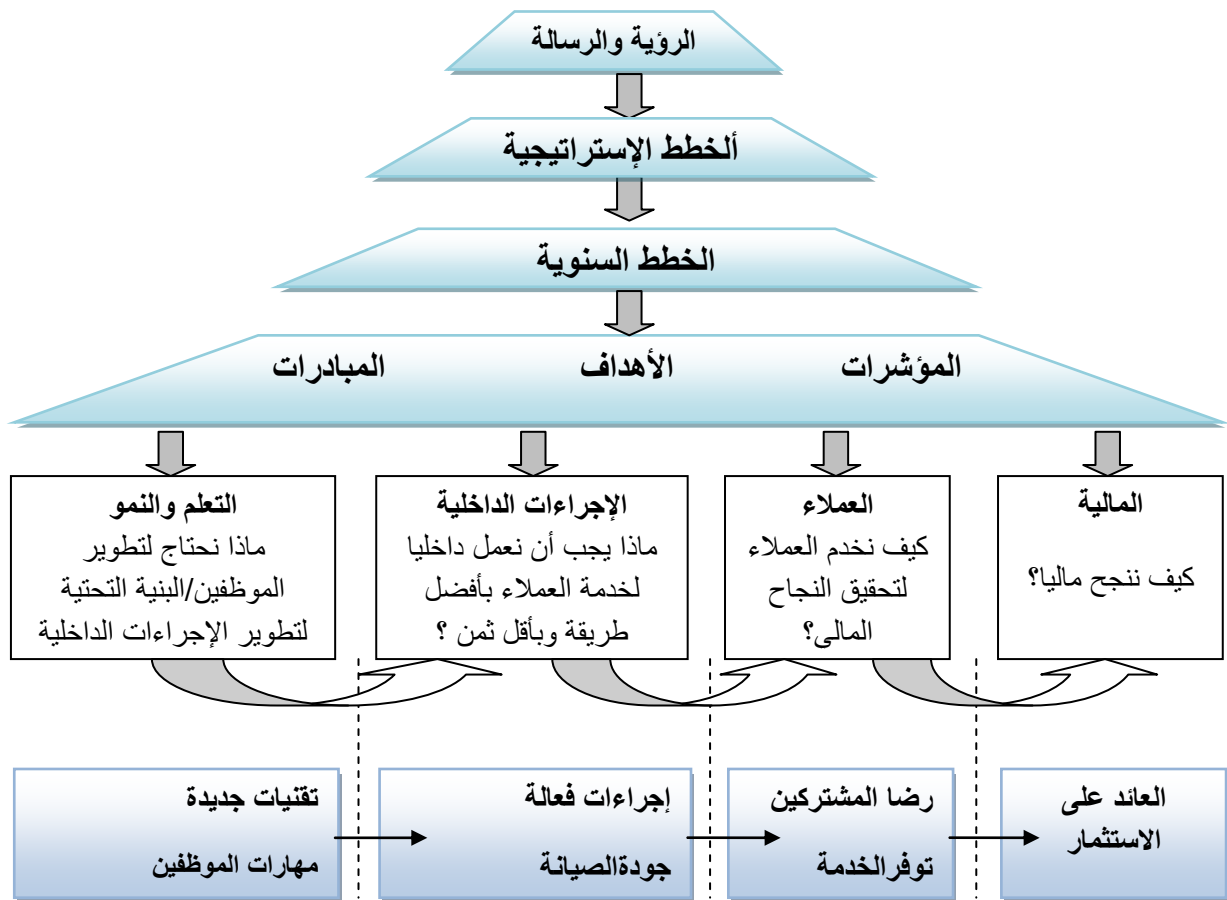 الرؤية والرسالة
ألخطط الإستراتيجية
الخطط السنوية
المؤشرات
الأهداف
المبادرات
المالية
كيف ننجح ماليا؟
العملاء
كيف نخدم العملاء
لتحقيق النجاح
المالى؟
الإجراءات الداخلية
ماذا يجب أن نعمل داخليا
لخدمة العملاء بأفضل
طريقة وبأقل ثمن ؟
التعلم والنمو
ماذا نحتاج لتطوير
الموظفين/البنية التحتية
لتطوير الإجراءات الداخلية
العائد على
الاستثمار
رضا المشتركين
توفرالخدمة
إجراءات فعالة
جودةالصيانة
تقنيات جديدة
مهارات الموظفين